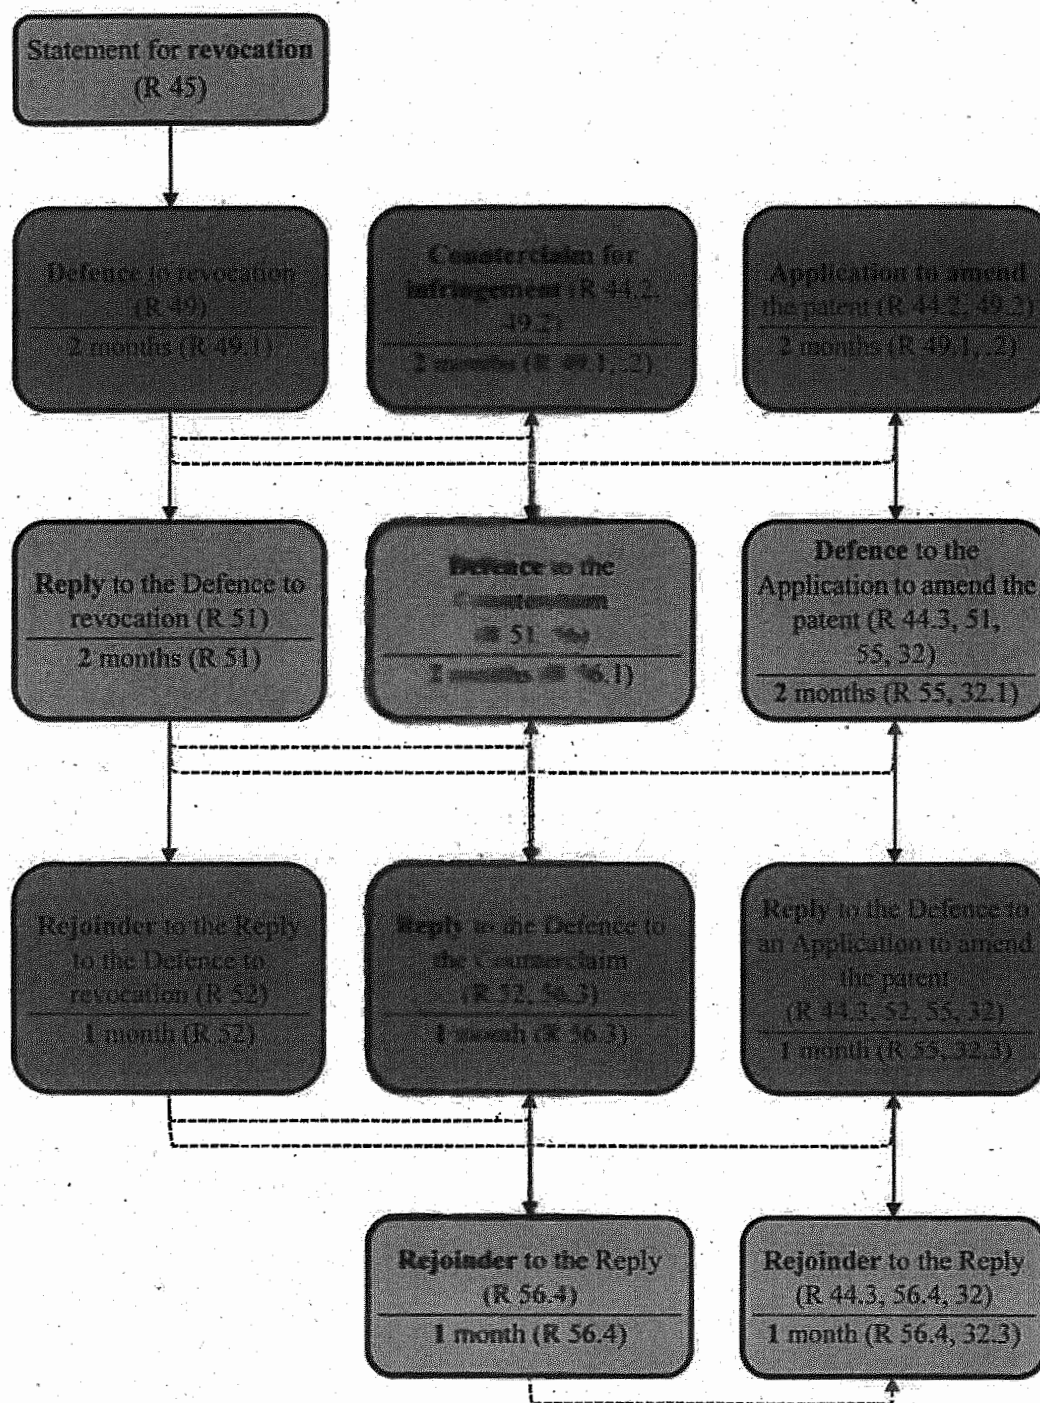 Statement for revocation
(R 45)
Defence to revocation
(R 49)
2 months (R 49.1)
Counterclaim for
infringement (R 44.2,
49.2)
2 months (R 49.1, .2)
Application to amend
the patent (R 44.2, 49.2)
2 months (R 49.1, .2)
Reply to the Defence to
revocation (R 51)
2 months (R 51)
Defence to the
Counterclaim
(R 51, 56)
2 months (R 56.1)
Defence to the
Application to amend the
patent (R 44.3, 51,
55, 32)
2 months (R 55, 32.1)
Rejoinder to the Reply
to the Defence to
revocation (R 52)
1 month (R 52)
Reply to the Defence to
the Counterclaim
(R 52, 56.3)
1 month (R 56.3)
Reply to the Defence to
an Application to amend
the patent
(R 44.3, 52, 55, 32)
1 month (R 55, 32.3)
Rejoinder to the Reply
(R 56.4)
1 month (R 56.4)
Rejoinder to the Reply
(R 44.3, 56.4, 32)
1 month (R 56.4, 32.3)